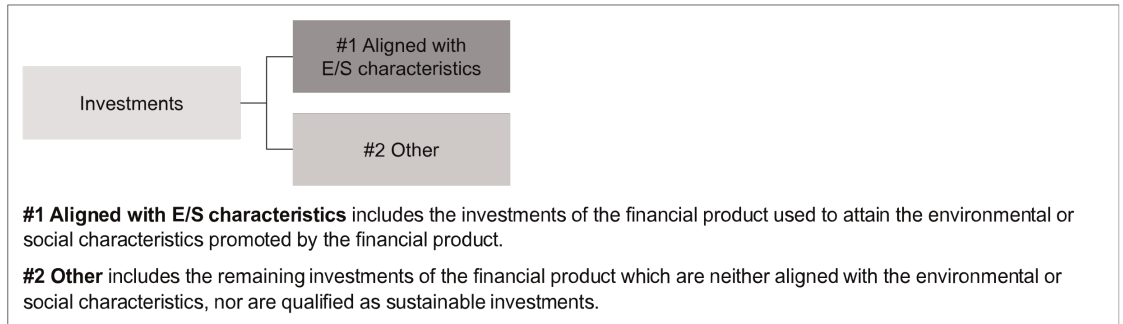 #1 Aligned with
E/S characteristics
Investments
#2 Other
#1 Aligned with E/S characteristics includes the investments of the financial product used to attain the environmental or
social characteristics promoted by the financial product.
#2 Other includes the remaining investments of the financial product which are neither aligned with the environmental or
social characteristics, nor are qualified as sustainable investments.